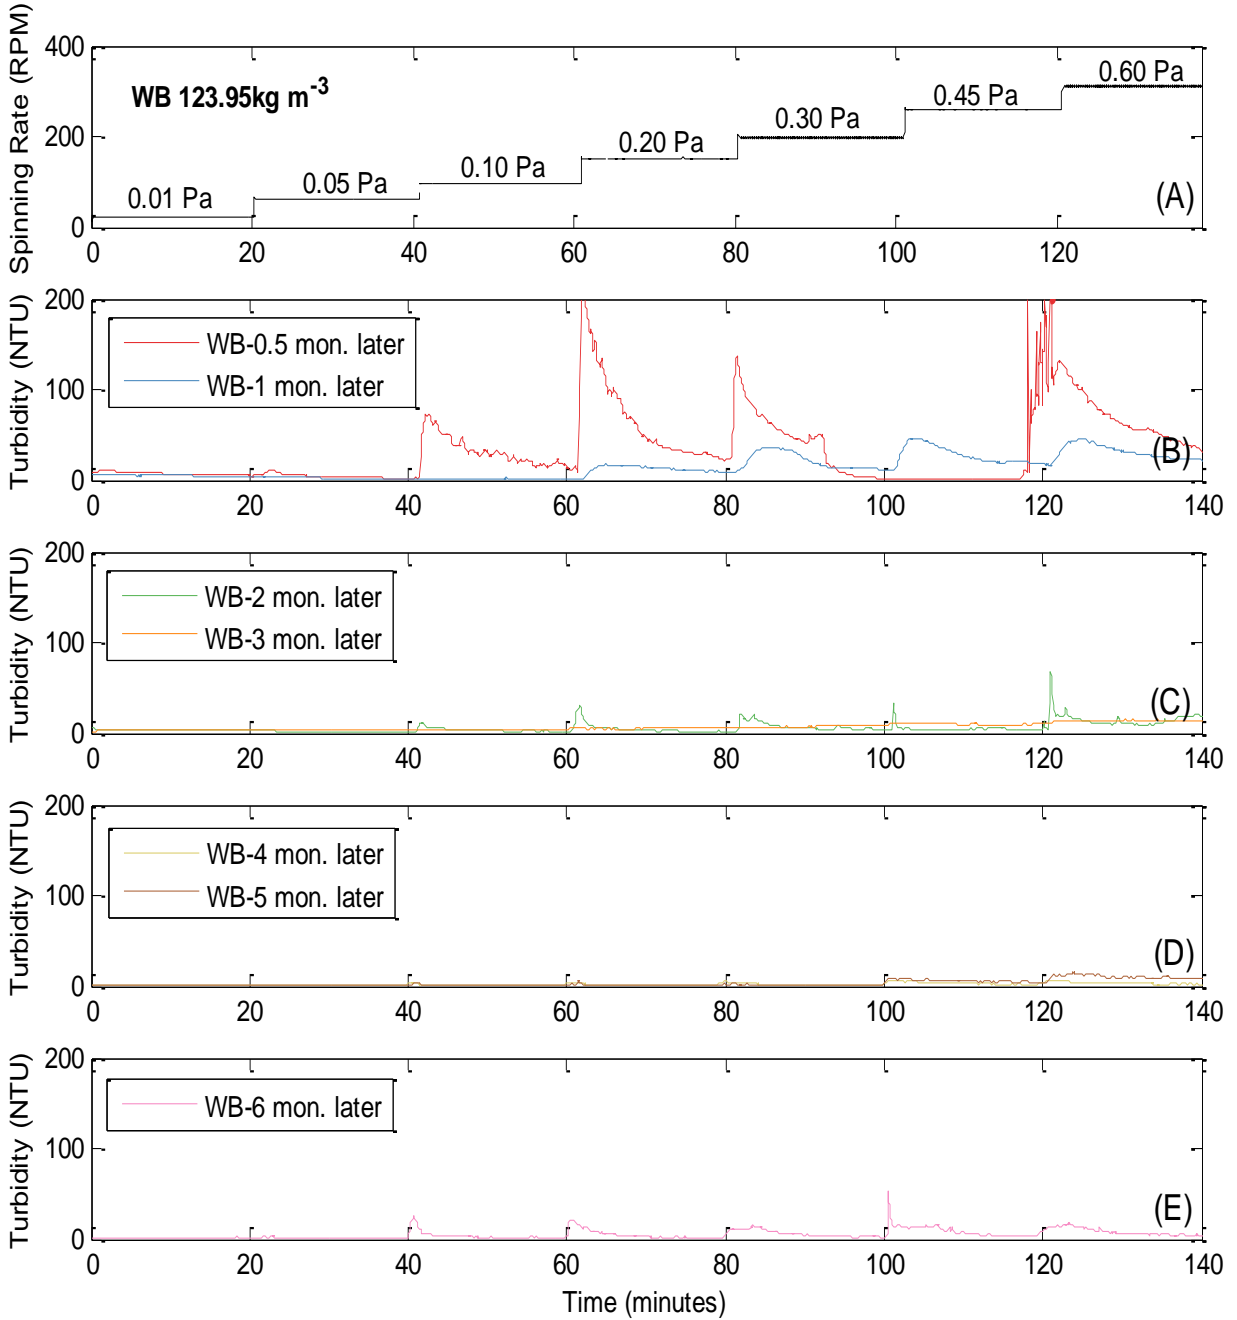 Spinning Rate (RPM)
400
200
0
WB 123.95kg m-3
0.01 Pa
0.05 Pa
0.10 Pa
0.20 Pa
0.30 Pa
0.45 Pa
0.60 Pa
(A)
0 20 40 60 80 100 120
Turbidity (NTU)
200
100
0
WB-0.5 mon. later
WB-1 mon. later
(B)
0 20 40 60 80 100 120 140
Turbidity (NTU)
200
100
0
WB-2 mon. later
WB-3 mon. later
(C)
0 20 40 60 80 100 120 140
Turbidity (NTU)
200
100
0
WB-4 mon. later
WB-5 mon. later
(D)
0 20 40 60 80 100 120 140
Turbidity (NTU)
200
100
0
WB-6 mon. later
(E)
0 20 40 60 80 100 120 140
Time (minutes)